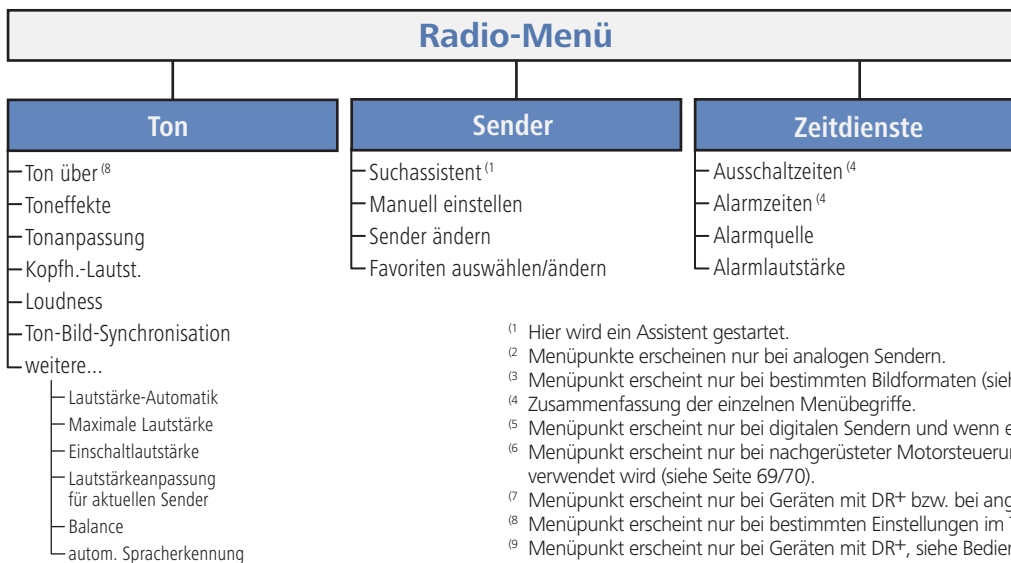 Radio-Menü
Ton
Ton über (8
Toneffekte
Tonanpassung
Kopfh.-Lautst.
Loudness
Ton-Bild-Synchronisation
weitere...
Lautstärke-Automatik
Maximale Lautstärke
Einschaltlautstärke
Lautstärkeanpassung
für aktuellen Sender
Balance
autom. Spracherkennung
Sender
Suchassistent (1
Manuell einstellen
Sender ändern
Favoriten auswählen/ändern
Zeitdienste
Ausschaltzeiten (4
Alarmzeiten (4
Alarmquelle
Alarmlautstärke
(1 Hier wird ein Assistent gestartet.
(2 Menüpunkte erscheinen nur bei analogen Sendern.
(3 Menüpunkt erscheint nur bei bestimmten Bildformaten
(4 Zusammenfassung der einzelnen Menübegriffe.
(5 Menüpunkt erscheint nur bei digitalen Sendern und wenn
(6 Menüpunkt erscheint nur bei nachgerüsteter
verwendet wird (siehe Seite 69/70).
(7 Menüpunkt erscheint nur bei Geräten mit DR+ bzw. bei
(8 Menüpunkt erscheint nur bei bestimmten Einstellungen im
(9 Menüpunkt erscheint nur bei Geräten mit DR+, siehe